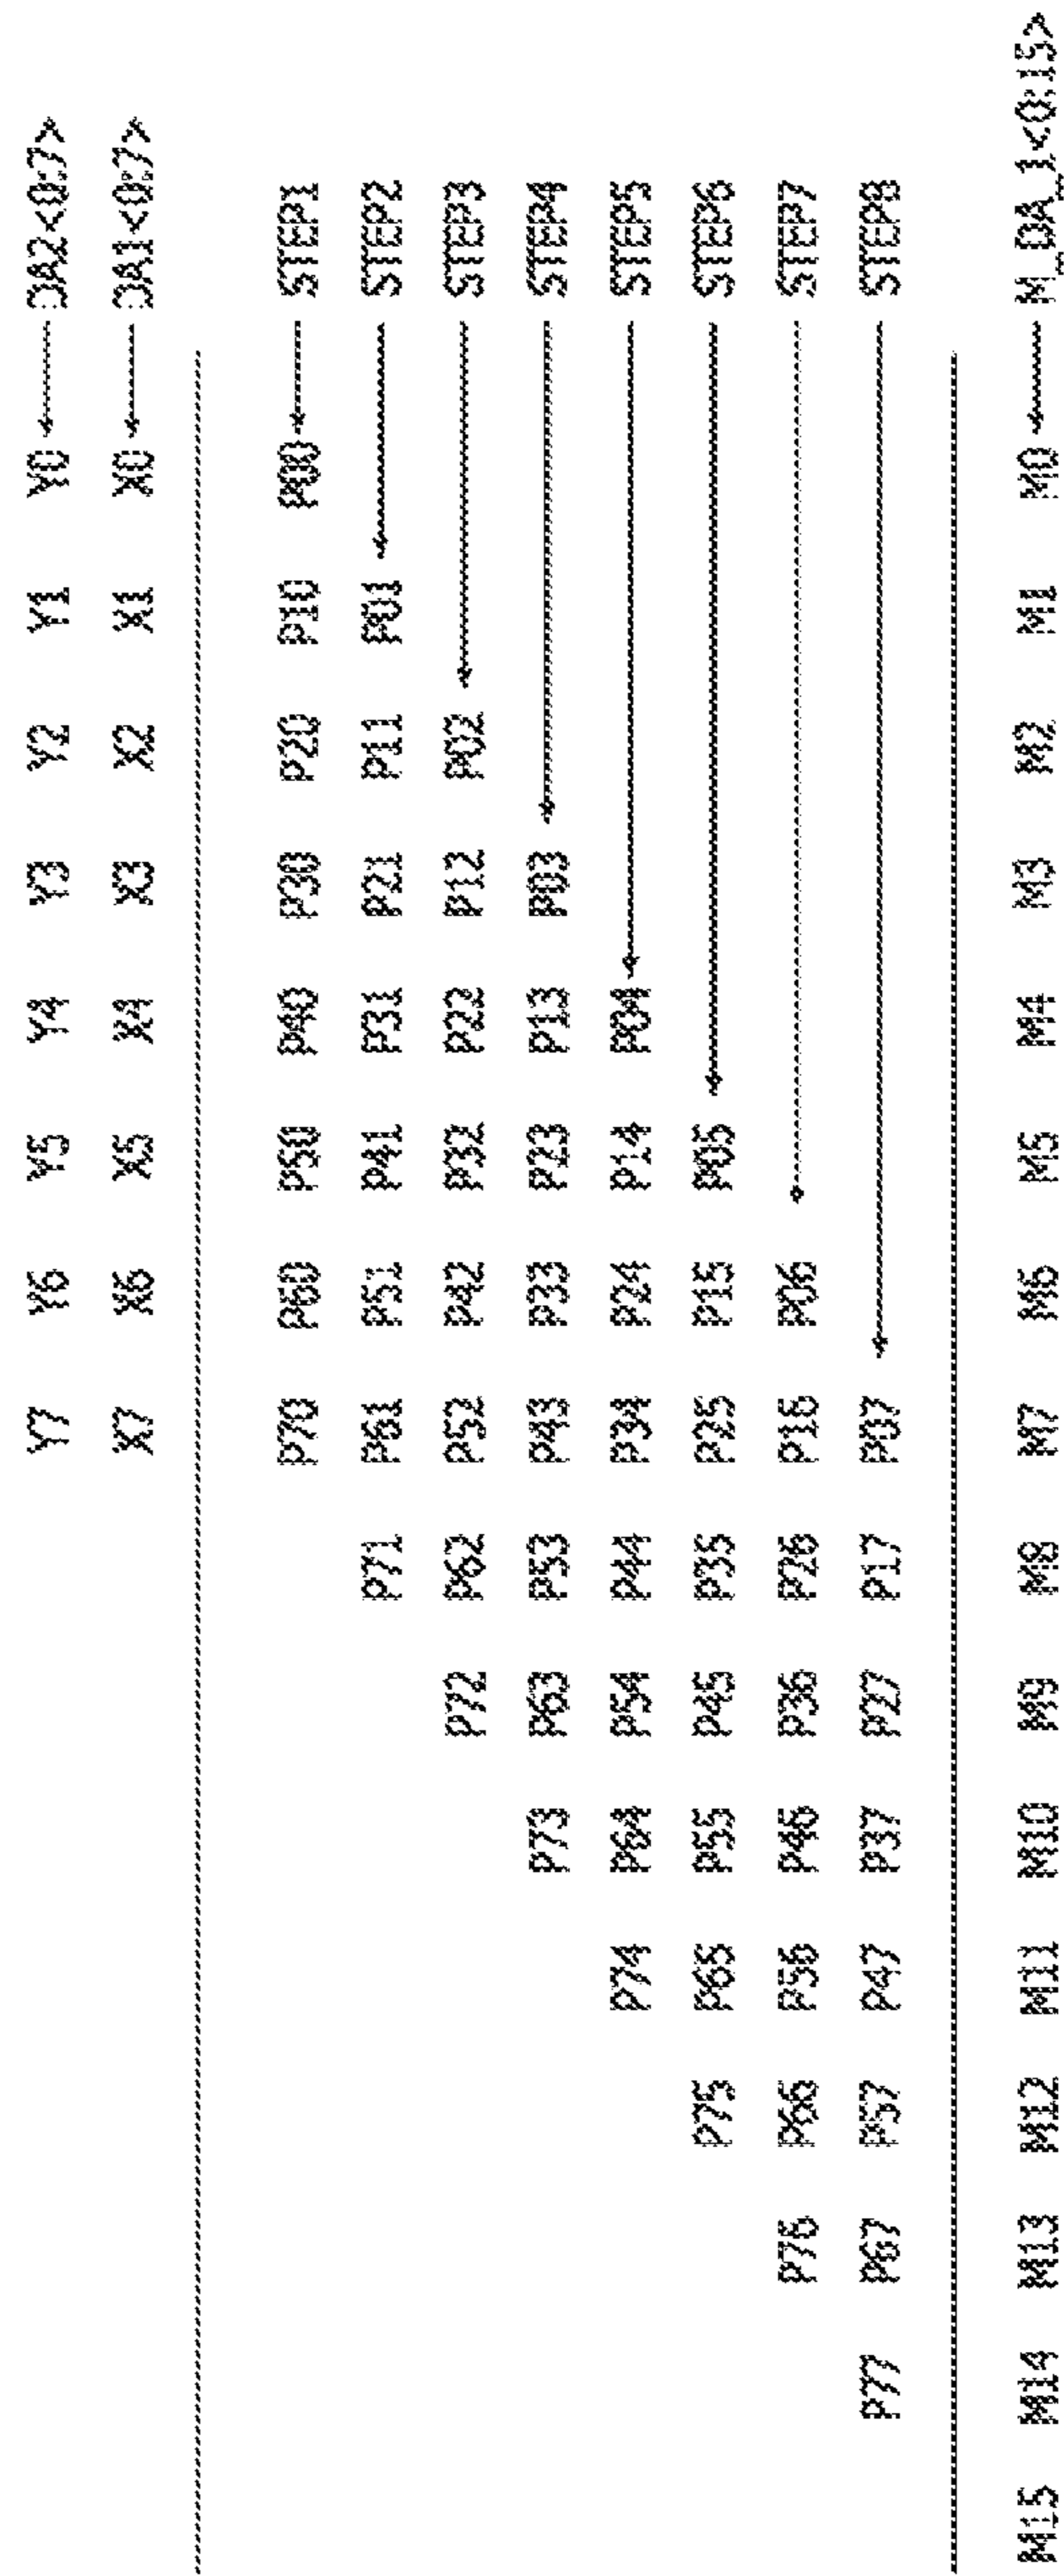 Y7 Y6 Y5 Y4 Y3 Y2 Y1 Y0 DA2<0:7>
X7 X6 X5 X4 X3 X2 X1 X0 DA1<0:7>
P70 P60 P50 P40 P30 P20 P10 P00 STEP1
P71 P61 P51 P41 P31 P21 P11 P01 STEP2
P72 P62 P52 P42 P32 P22 P12 P02 STEP3
P73 P63 P53 P43 P33 P23 P13 P03 STEP4
P74 P64 P54 P44 P34 P24 P14 P04 STEP5
P75 P65 P55 P45 P35 P25 P15 P05 STEP6
P76 P66 P56 P46 P36 P26 P16 P06 STEP7
P77 P67 P57 P47 P37 P27 P17 P07 STEP8
M15 M14 M13 M12 M11 M10 M9 M8 M7 M6 M5 M4 M3 M2 M1 M0 M_DA_1<0:15>